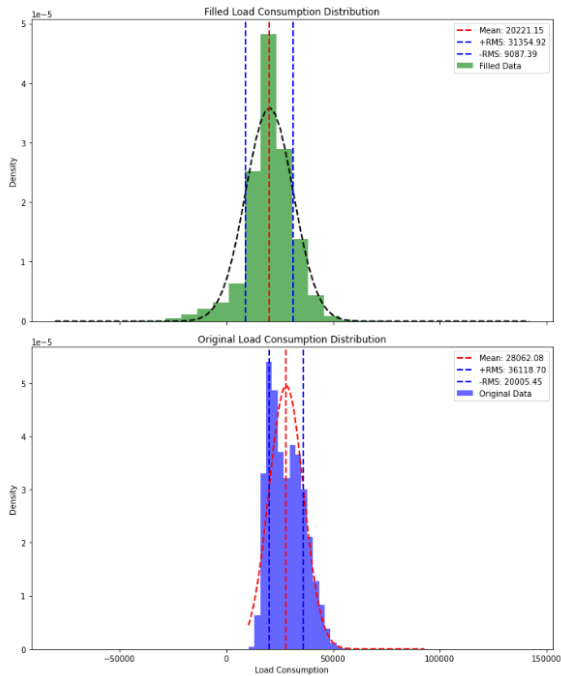 Filled Load Consumption Distribution
1e-5
Mean: 20221.15
+RMS: 31354.92
-RMS: 9087.39
Filled Data
5
4
3
2
1
0
Density
Original Load Consumption Distribution
1e-5
Mean: 28062.08
+RMS: 36118.70
-RMS: 20005.45
Original Data
5
4
3
2
1
0
Density
−50000 0 50000 100000 150000
Load Consumption